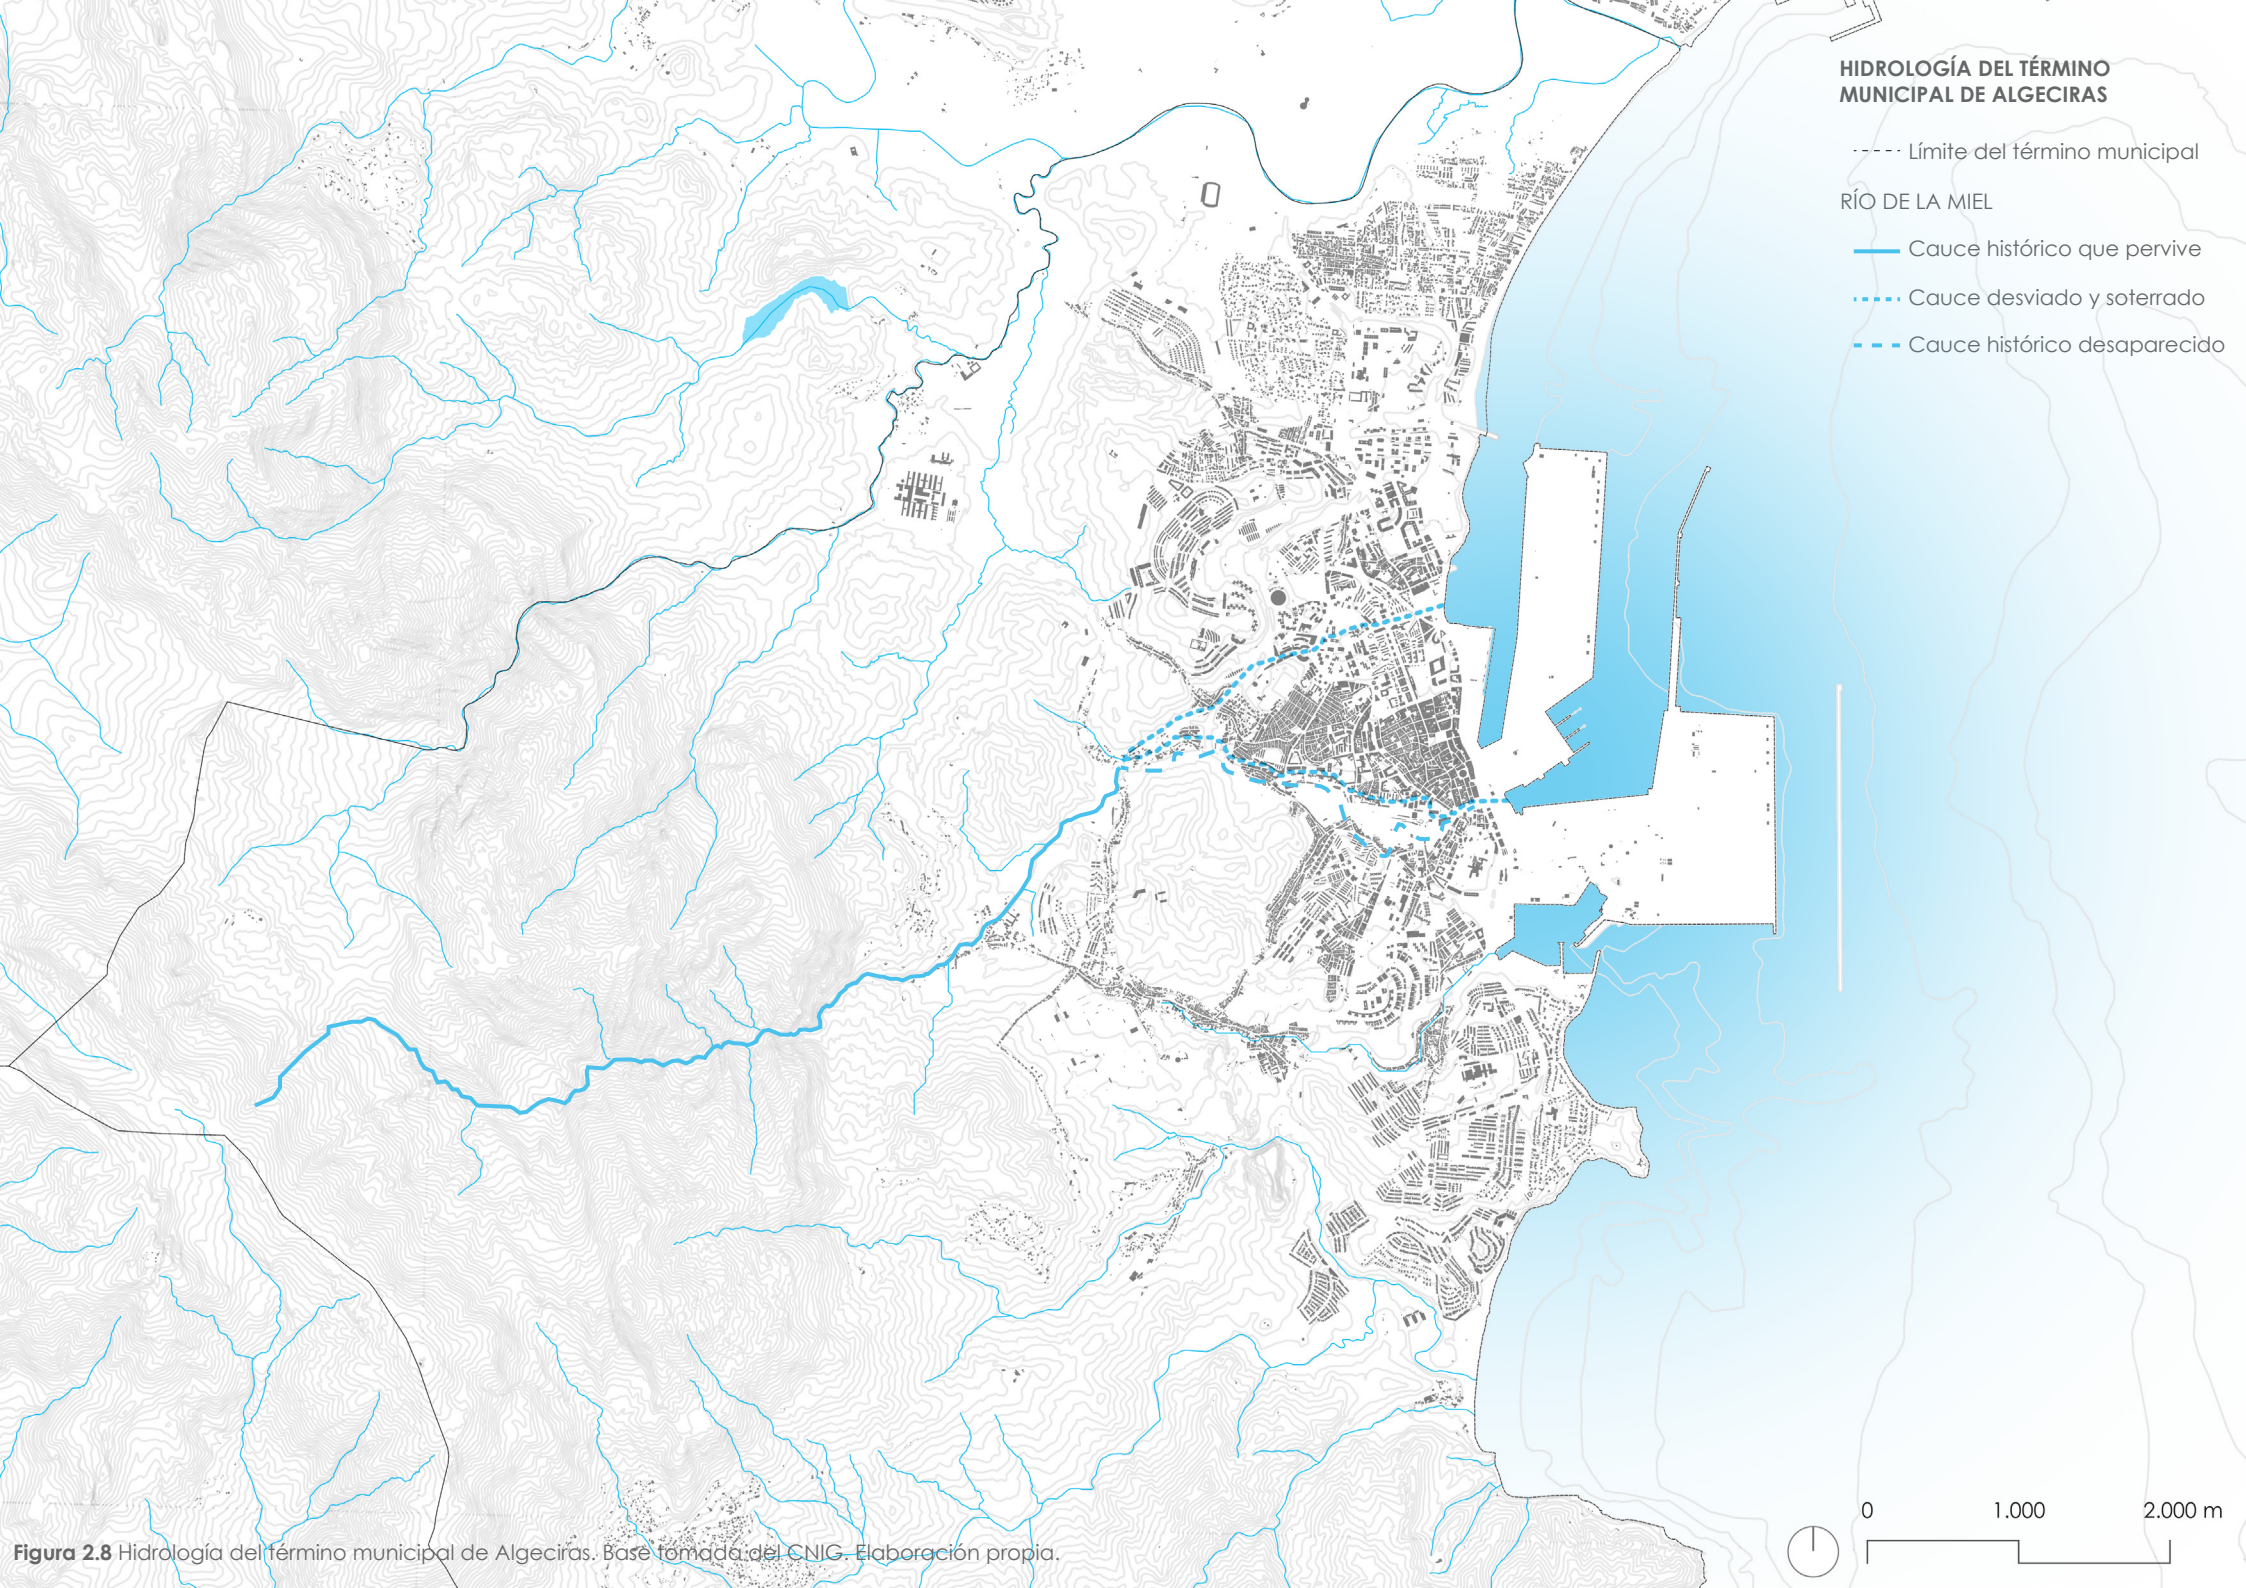 HIDROLOGÍA DEL TÉRMINO
MUNICIPAL DE ALGECIRAS
Límite del término municipal
RÍO DE LA MIEL
Cauce histórico que pervive
Cauce desviado y soterrado
Cauce histórico desaparecido
0 1.000 2.000 m
Figura 2.8 Hidrología del término municipal de Algeciras. Base tomada del CNIG. Elaboración propia.